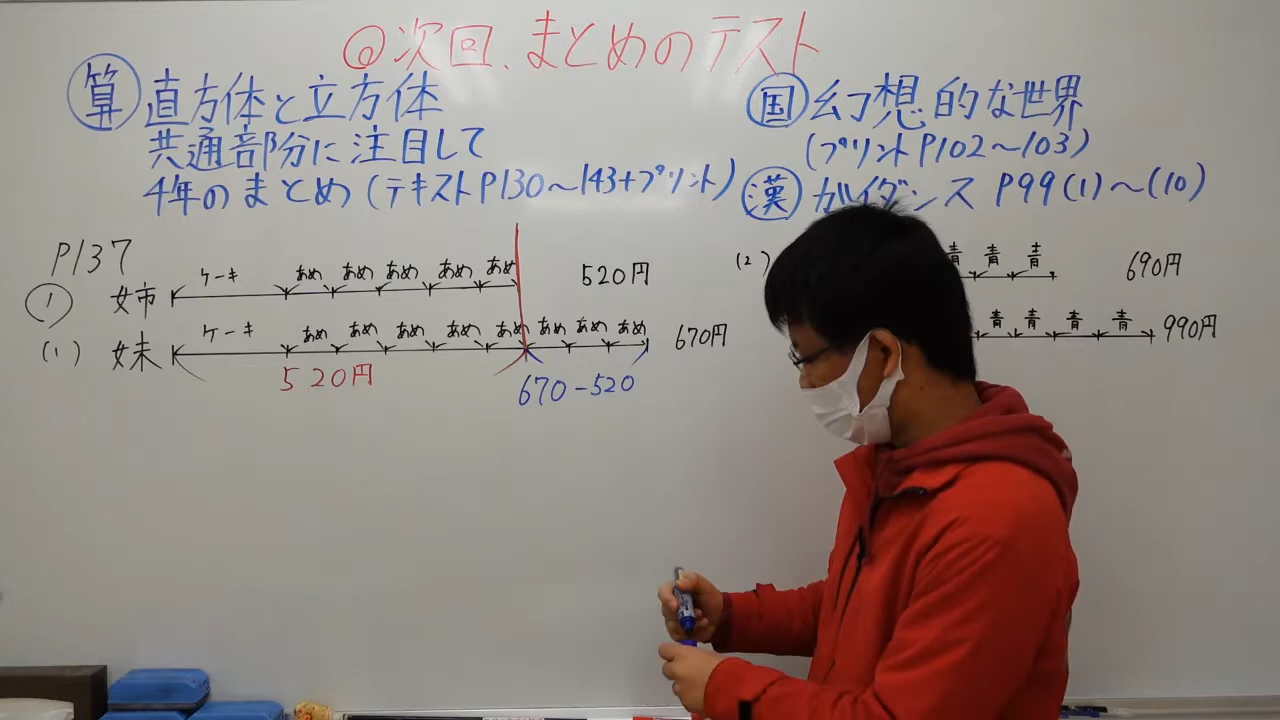 @次回、まとめのテスト
算 直方体と立方体
共通部分に注目して
4年のまとめ(テキストP130〜143+プリント)
国 幻想的な世界
(プリントP102〜103)
漢 ガイダンス P99(1)〜(10)
P137
① 姉 ケーキ あめ あめ あめ あめ あめ 520円
(1) 妹 ケーキ あめ あめ あめ あめ あめ あめ あめ あめ 670円
520円
670-520
(2) 青 青 青 690円
青 青 青 青 990円